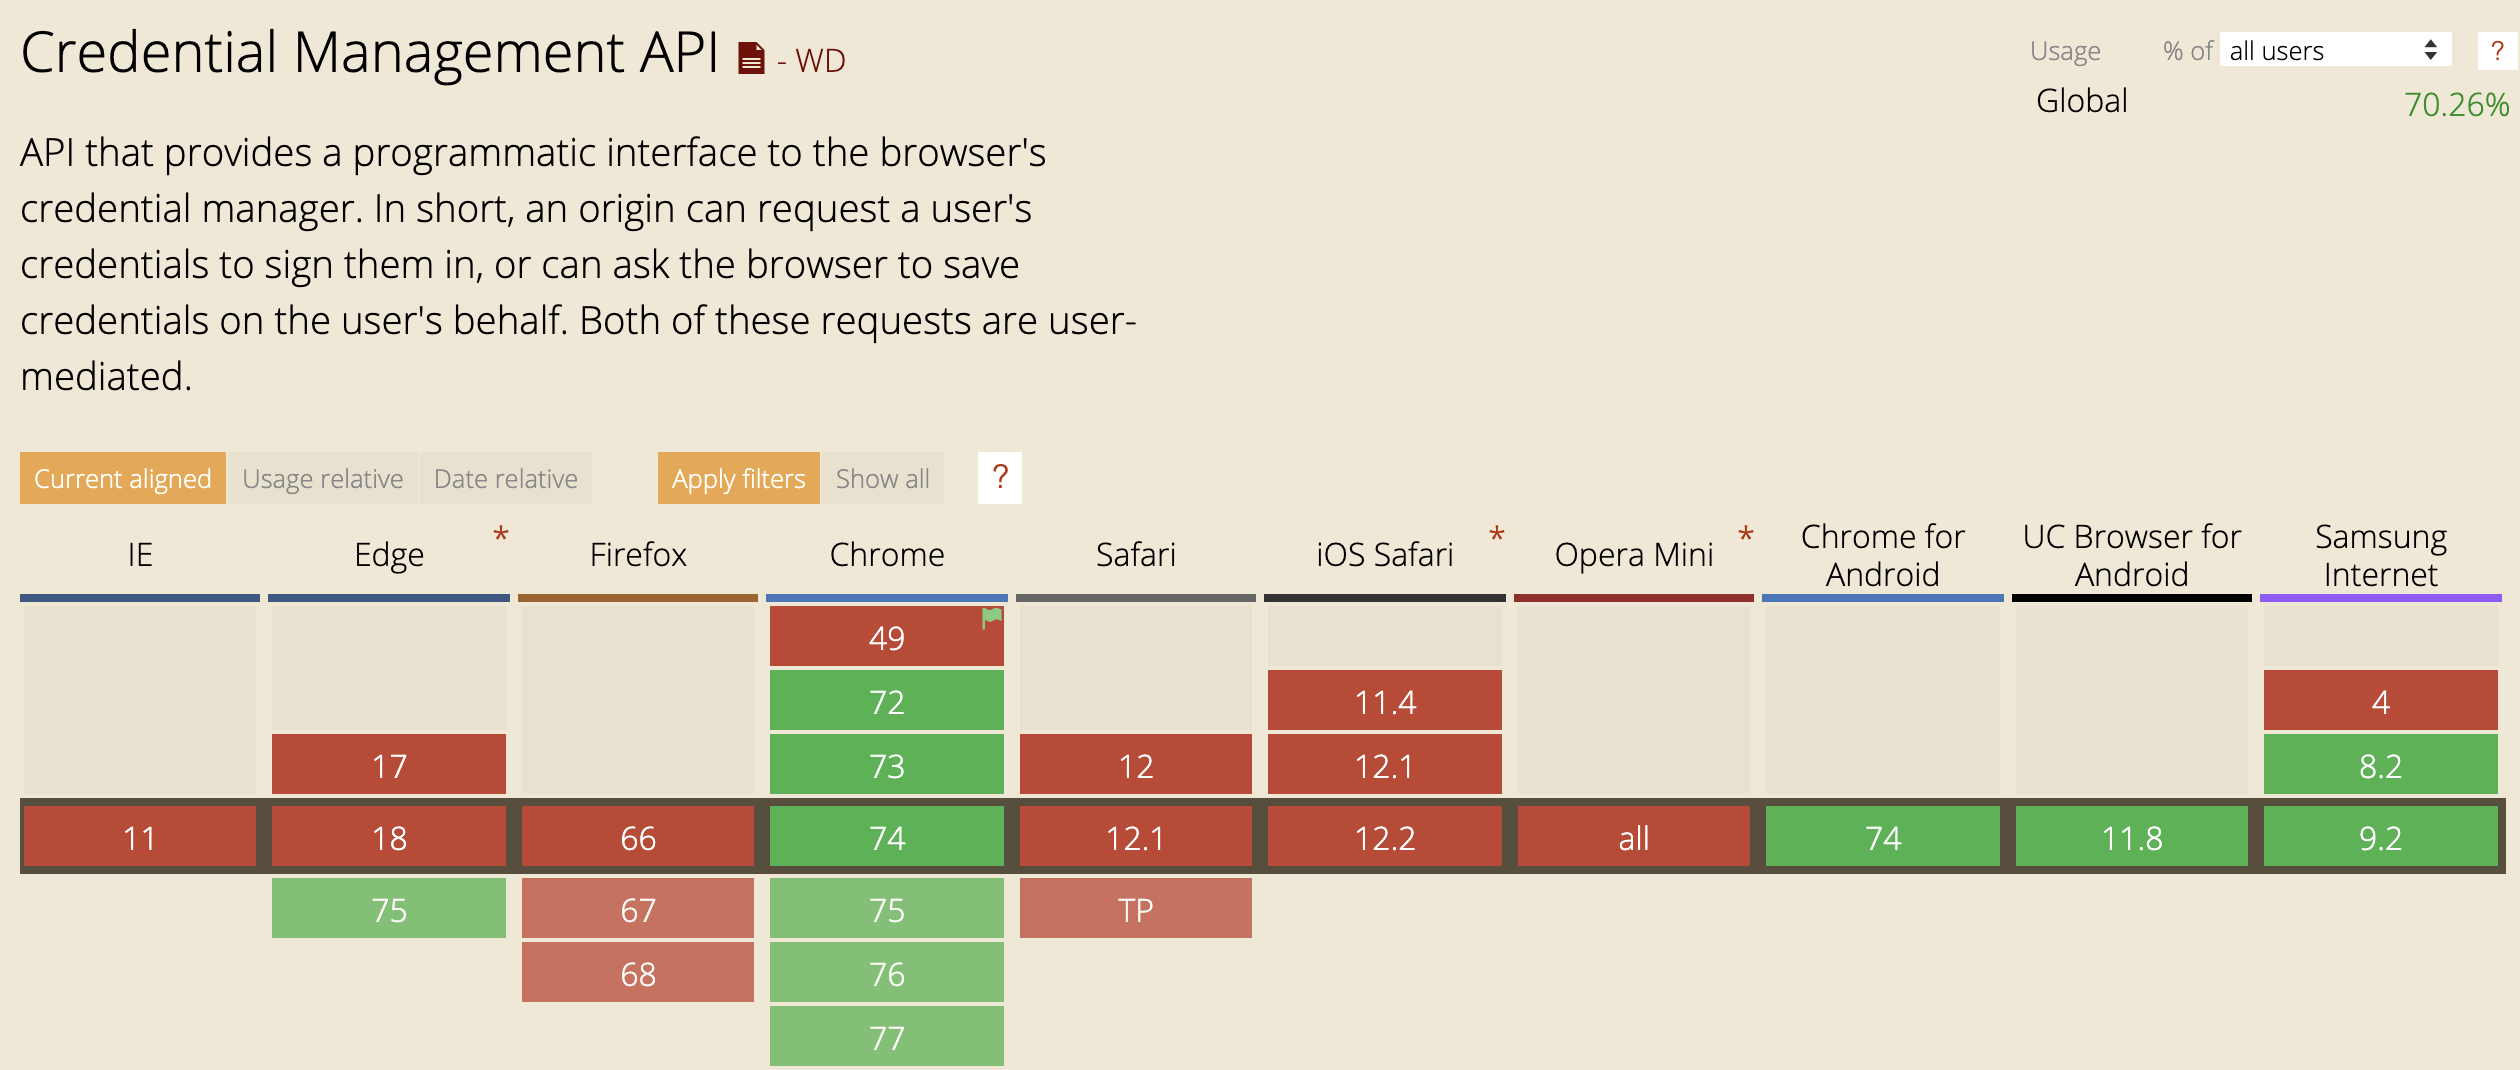 Credential Management API - WD
Usage % of all users ?
Global 70.26%
API that provides a programmatic interface to the browser's
credential manager. In short, an origin can request a user's
credentials to sign them in, or can ask the browser to save
credentials on the user's behalf. Both of these requests are user-
mediated.
Current aligned Usage relative Date relative Apply filters Show all ?
IE Edge * Firefox Chrome Safari iOS Safari * Opera Mini * Chrome for Android UC Browser for Android Samsung Internet
49
72 11.4 4
17 73 12 12.1 8.2
11 18 66 74 12.1 12.2 all 74 11.8 9.2
75 67 75 TP
68 76
77